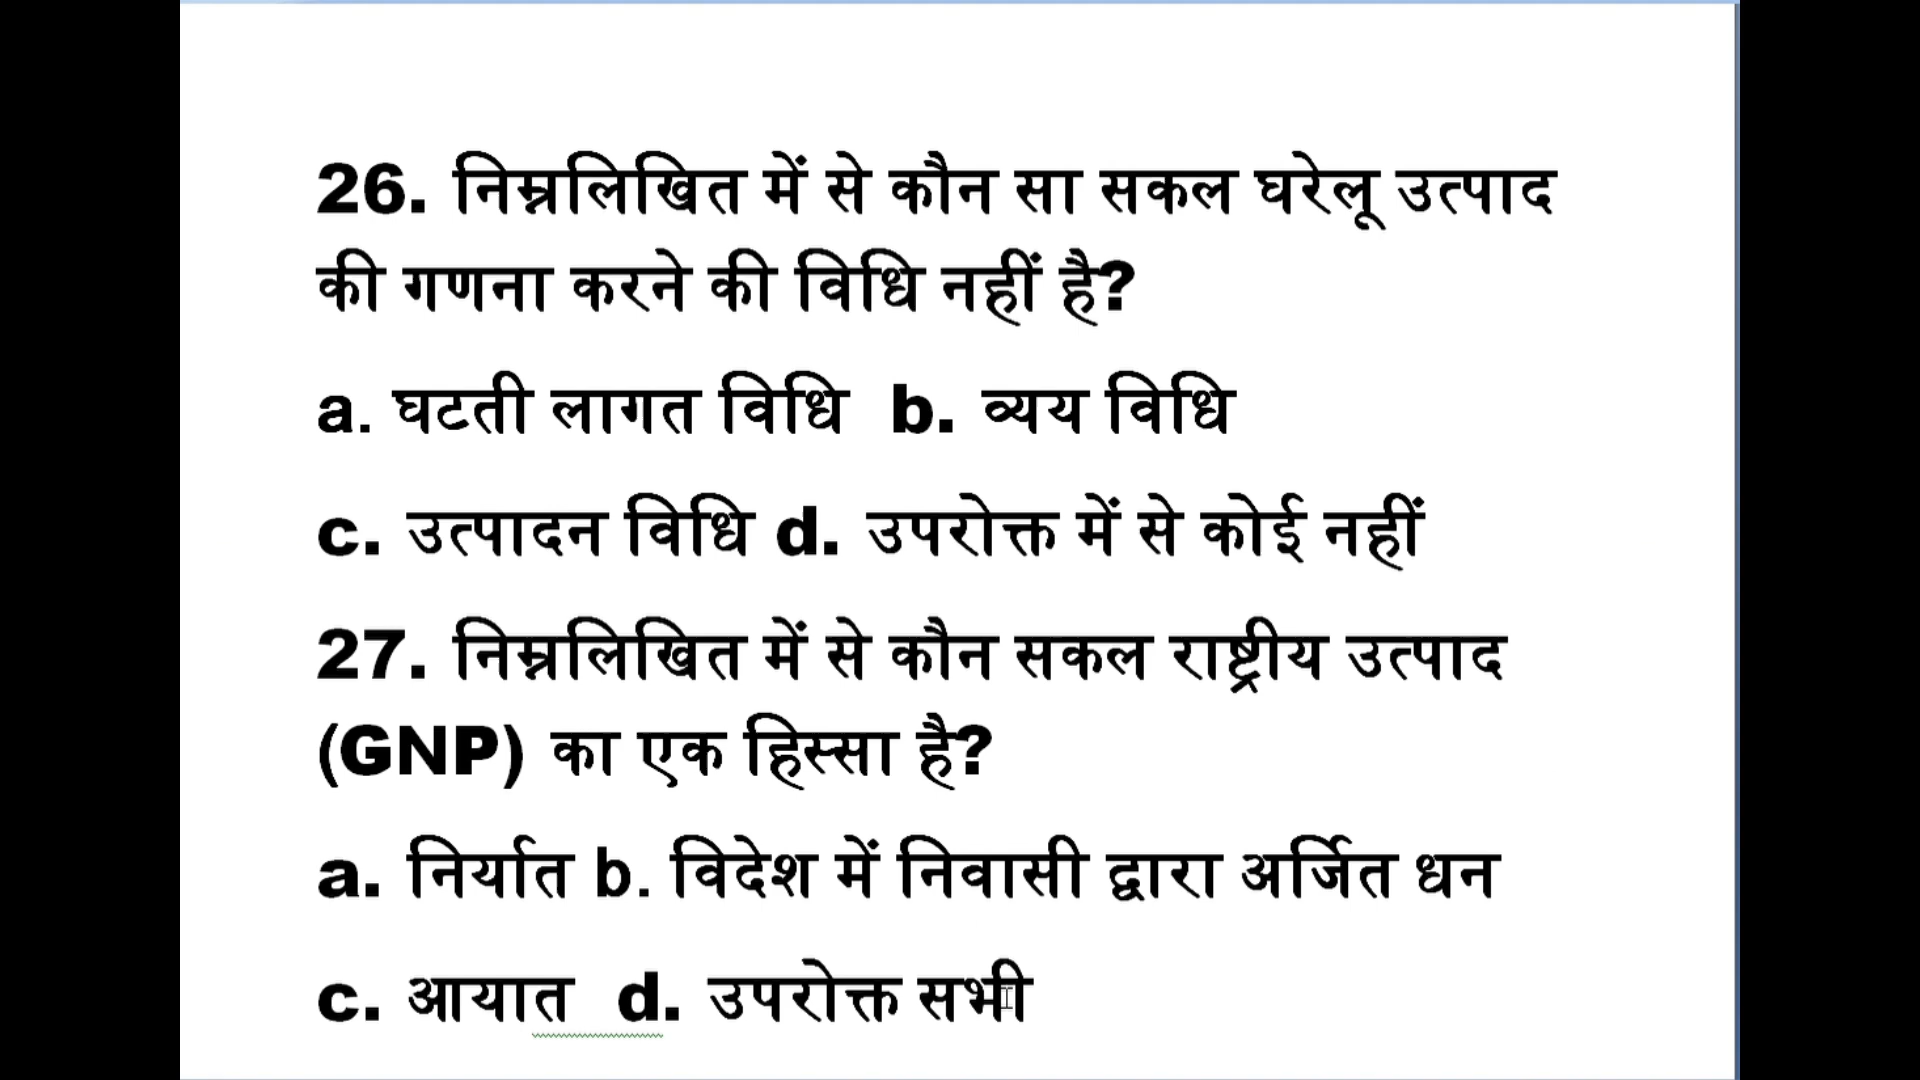 26. निम्नलिखित में से कौन सा सकल घरेलू उत्पाद
की गणना करने की विधि नहीं है?
a. घटती लागत विधि b. व्यय विधि
c. उत्पादन विधि d. उपरोक्त में से कोई नहीं
27. निम्नलिखित में से कौन सकल राष्ट्रीय उत्पाद
(GNP) का एक हिस्सा है?
a. निर्यात b. विदेश में निवासी द्वारा अर्जित धन
c. आयात d. उपरोक्त सभी